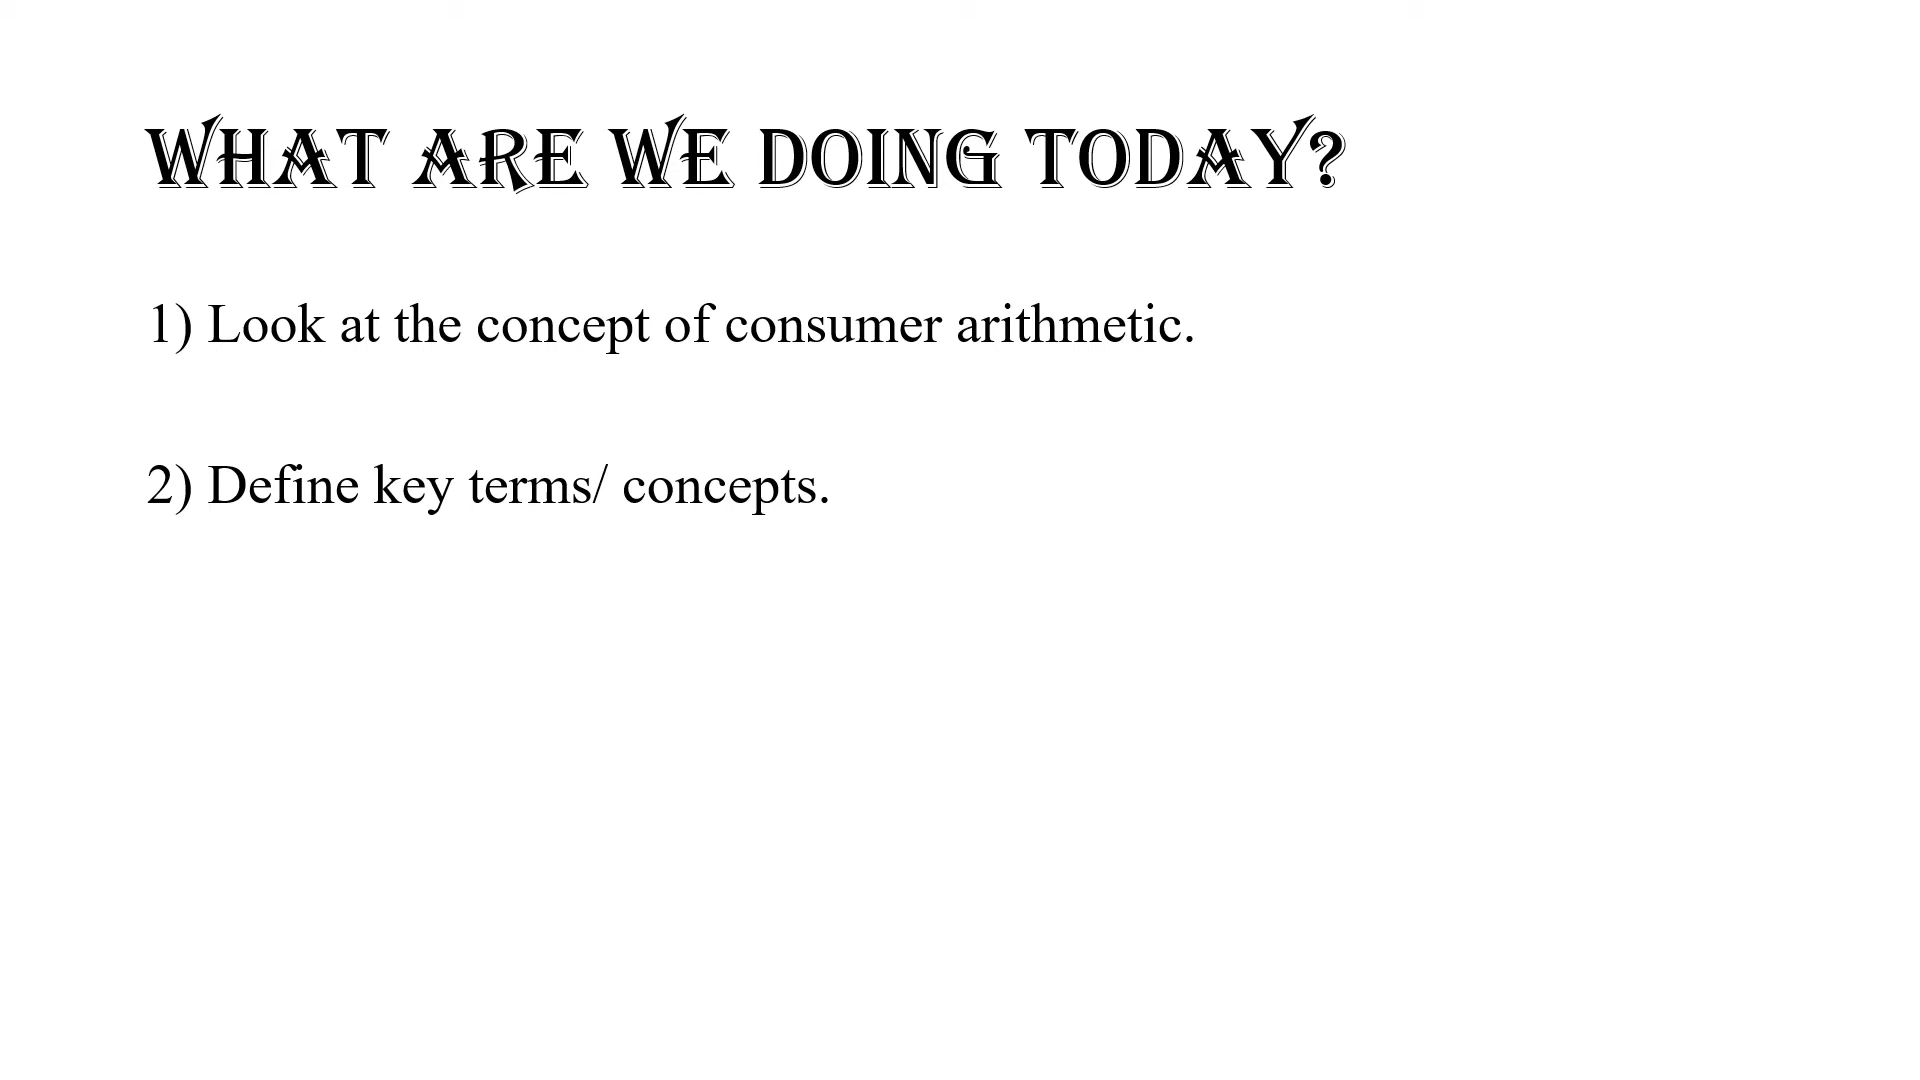 WHAT ARE WE DOING TODAY?
1) Look at the concept of consumer arithmetic.
2) Define key terms/ concepts.